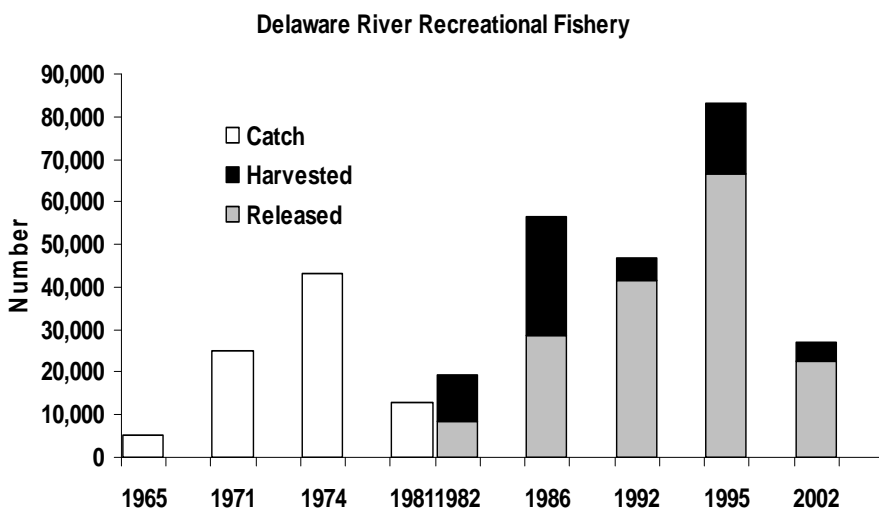 Delaware River Recreational Fishery
90,000
80,000
70,000
60,000
50,000
40,000
30,000
20,000
10,000
0
Number
Catch
Harvested
Released
1965 1971 1974 19811982 1986 1992 1995 2002